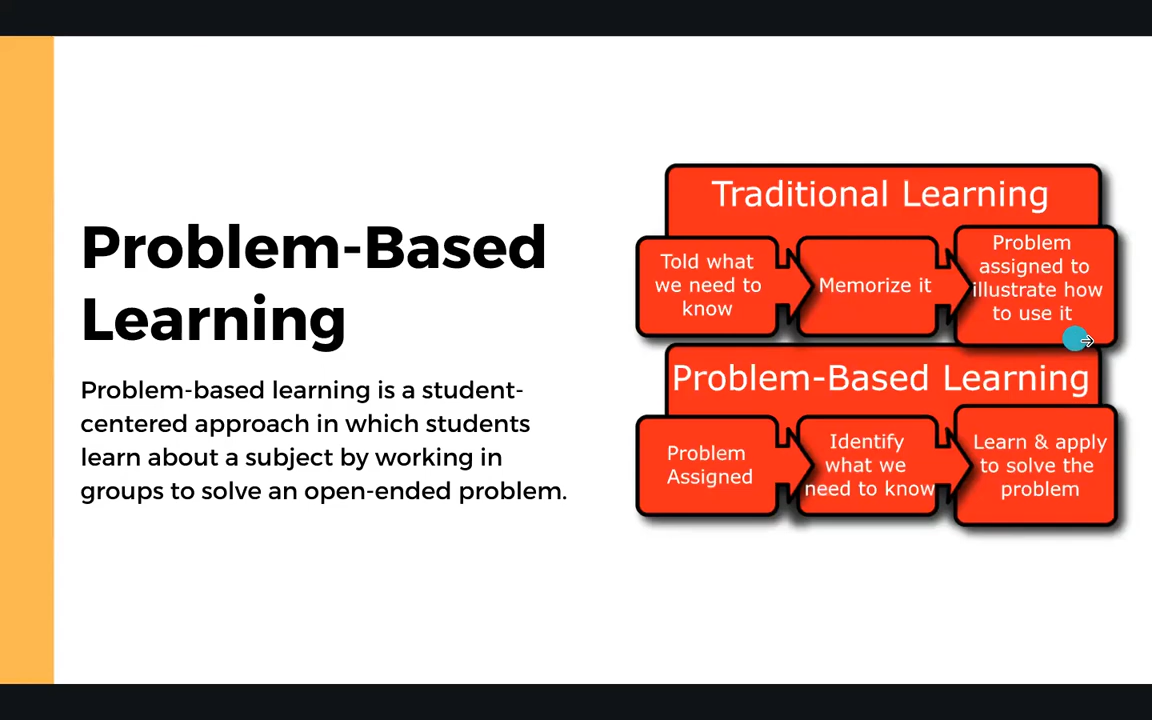 Problem-Based
Learning
Problem-based learning is a student-
centered approach in which students
learn about a subject by working in
groups to solve an open-ended problem.
Traditional Learning
Told what
we need to
know
Memorize it
Problem
assigned to
illustrate how
to use it
Problem-Based Learning
Problem
Assigned
Identify
what we
need to know
Learn & apply
to solve the
problem